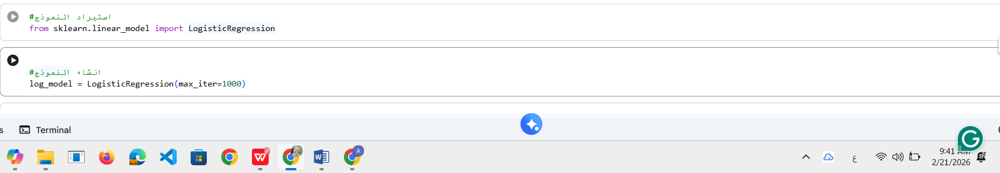 #استيراد النموذج
from sklearn.linear_model import LogisticRegression
#انشاء النموذج
log_model = LogisticRegression(max_iter=1000)
s
Terminal
ع
9:41 AM
2/21/2026